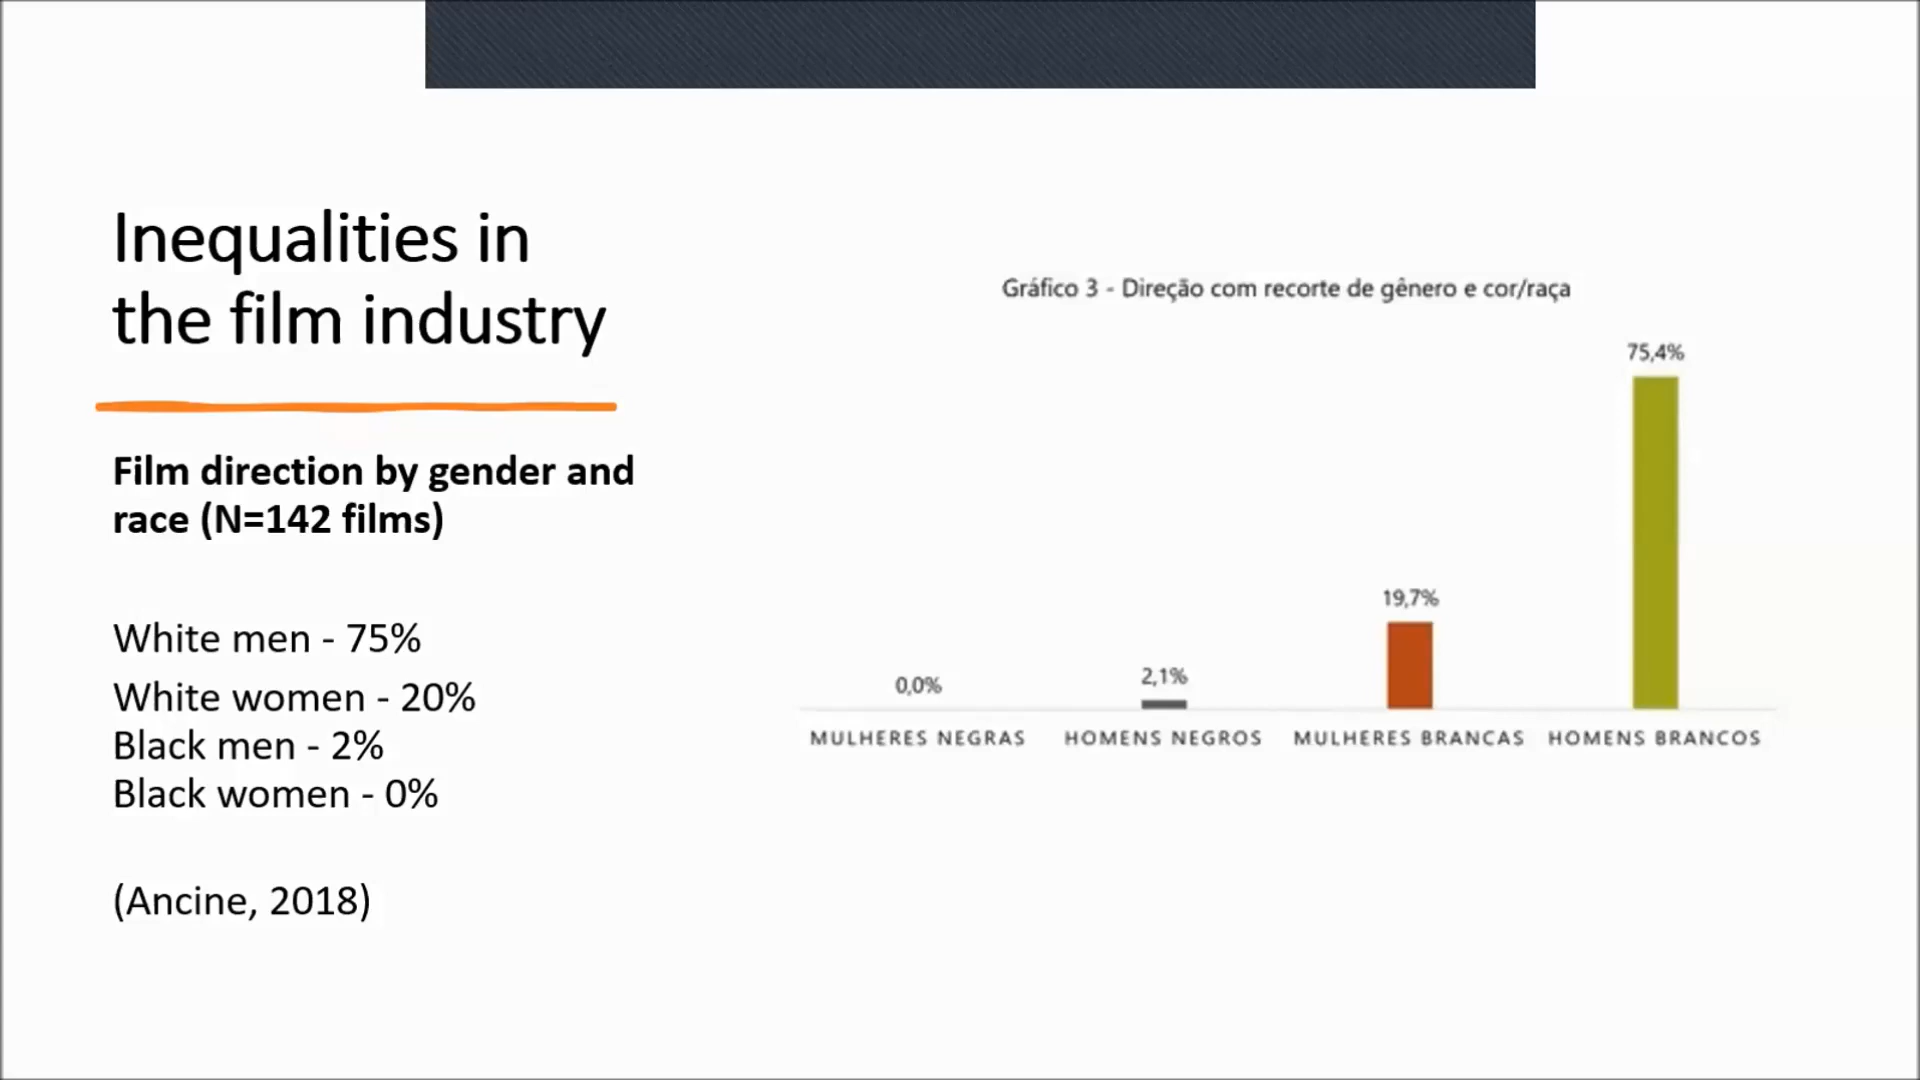 Inequalities in
the film industry
Film direction by gender and
race (N=142 films)
White men - 75%
White women - 20%
Black men - 2%
Black women - 0%
(Ancine, 2018)
Gráfico 3 - Direção com recorte de gênero e cor/raça
0,0%
2,1%
19,7%
75,4%
MULHERES NEGRAS
HOMENS NEGROS
MULHERES BRANCAS
HOMENS BRANCOS